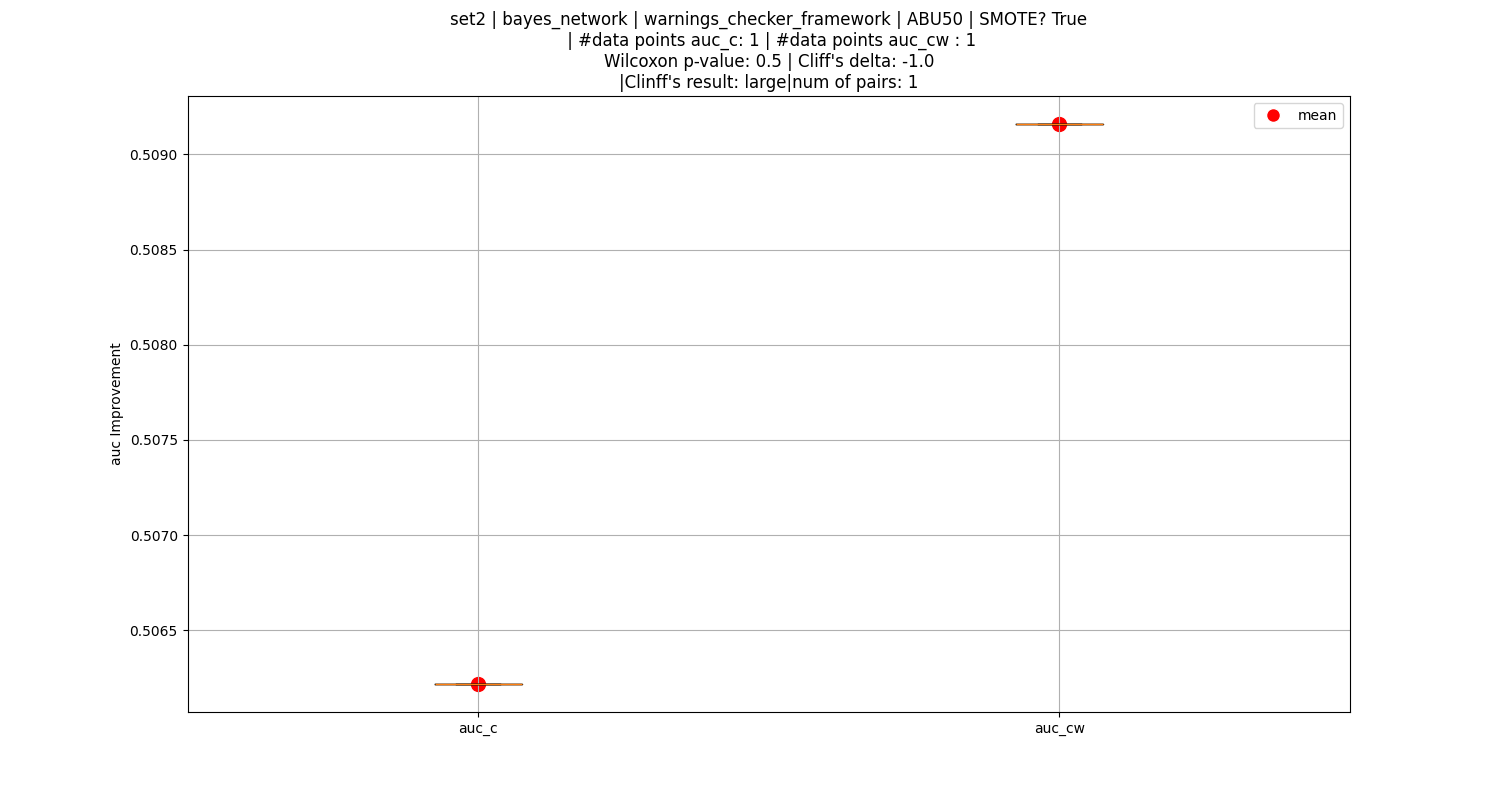 set2 | bayes_network | warnings_checker_framework | ABU50 | SMOTE? True
| #data points auc_c: 1 | #data points auc_cw : 1
Wilcoxon p-value: 0.5 | Cliff's delta: -1.0
|Clinff's result: large|num of pairs: 1
mean
0.5090
0.5085
0.5080
0.5075
0.5070
0.5065
auc Improvement
auc_c
auc_cw